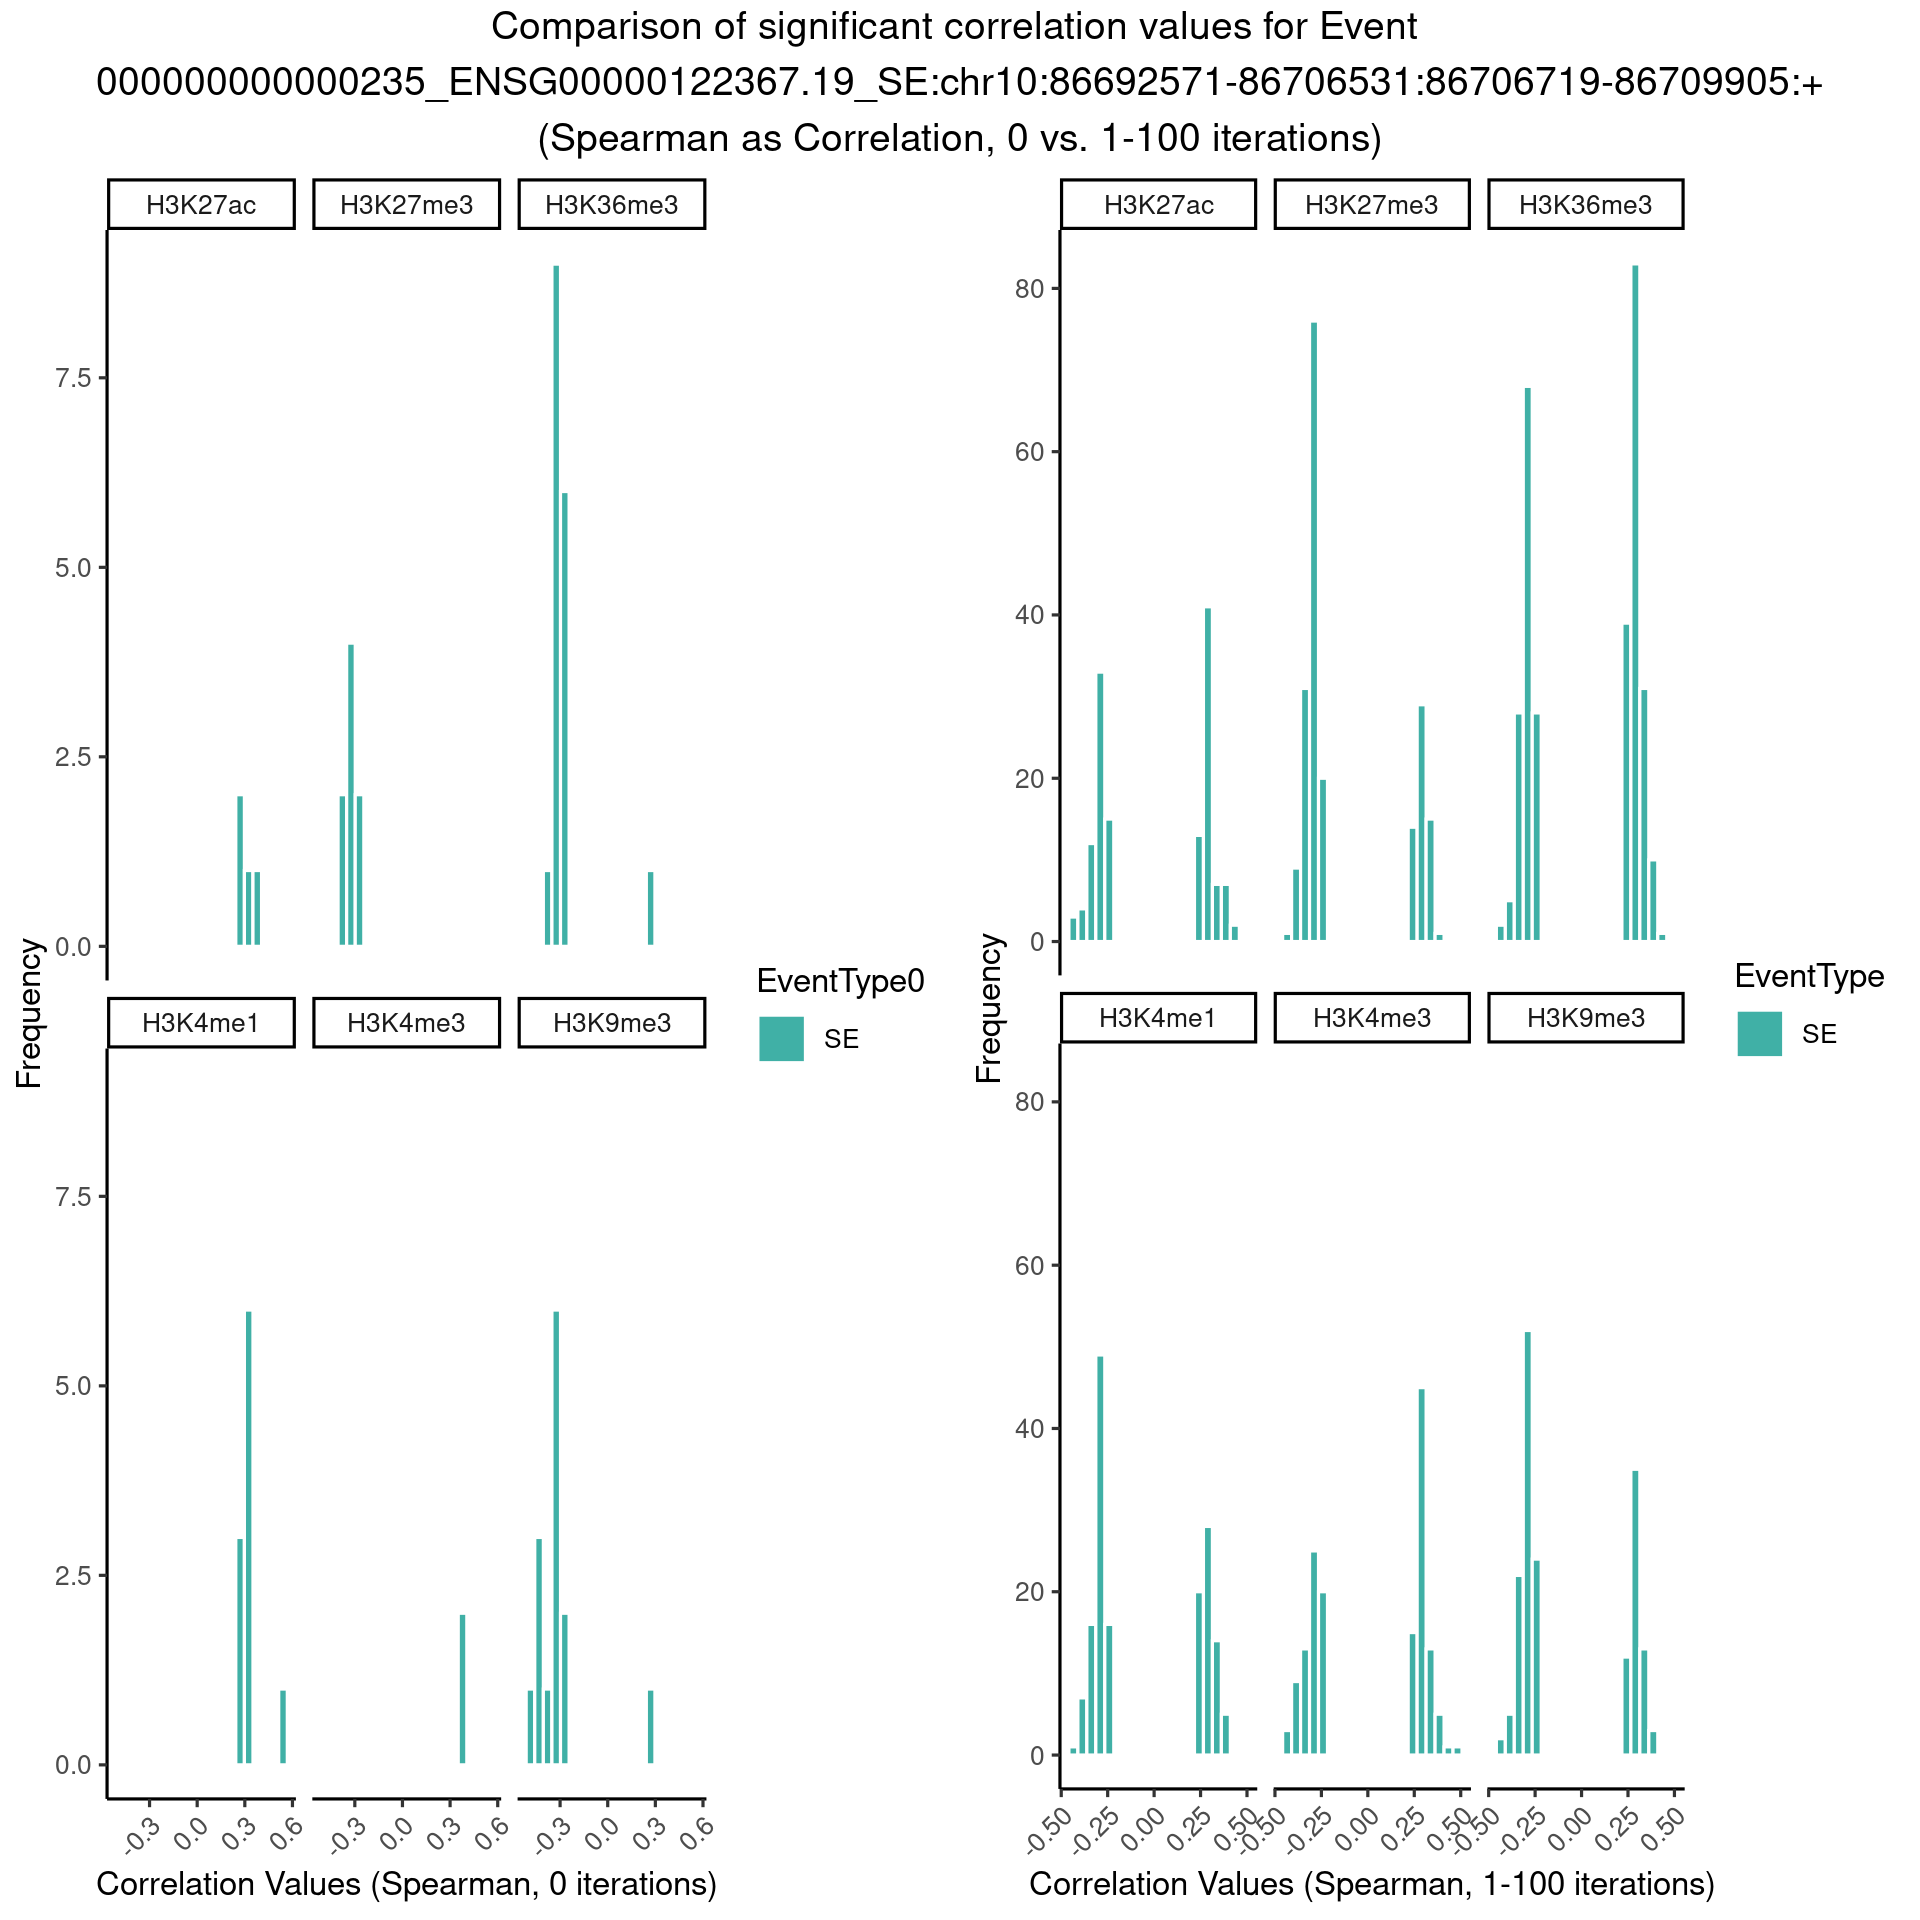 Comparison of significant correlation values for Event
000000000000235_ENSG00000122367.19_SE:chr10:86692571-86706531:86706719-86709905:+
(Spearman as Correlation, 0 vs. 1-100 iterations)
H3K27ac H3K27me3 H3K36me3
7.5
5.0
2.5
0.0
H3K4me1 H3K4me3 H3K9me3
7.5
5.0
2.5
0.0
-0.3 0.0 0.3 0.6 -0.3 0.0 0.3 0.6 -0.3 0.0 0.3 0.6
Frequency
Correlation Values (Spearman, 0 iterations)
EventType0
SE
H3K27ac H3K27me3 H3K36me3
80
60
40
20
0
H3K4me1 H3K4me3 H3K9me3
80
60
40
20
0
-0.50 -0.25 0.00 0.25 0.50 -0.50 -0.25 0.00 0.25 0.50 -0.50 -0.25 0.00 0.25 0.50
Frequency
Correlation Values (Spearman, 1-100 iterations)
EventType
SE